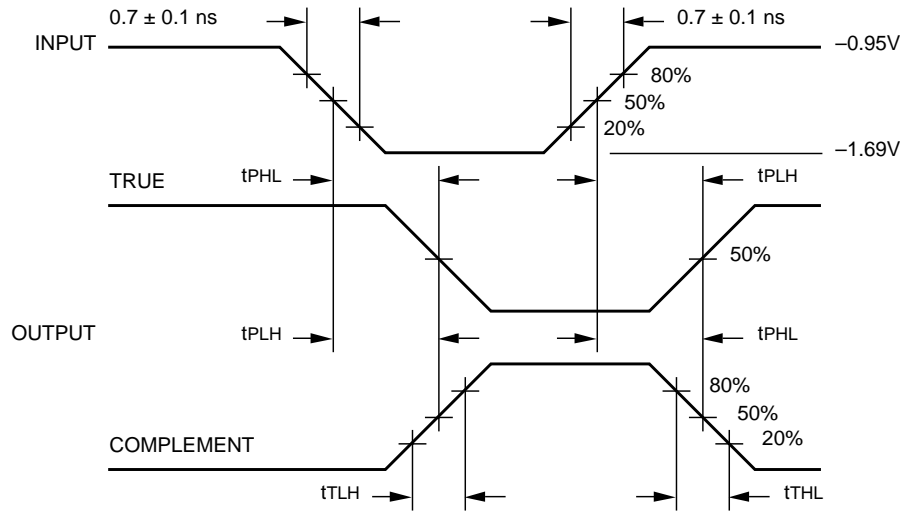 0.7 ± 0.1 ns
0.7 ± 0.1 ns
INPUT
–0.95V
80%
50%
20%
–1.69V
TRUE
tPHL
tPLH
50%
OUTPUT
tPLH
tPHL
80%
50%
20%
COMPLEMENT
tTLH
tTHL